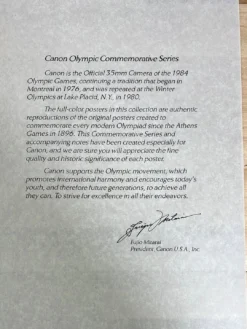 Canon Olympic Commemorative Series
Canon is the Official 35mm Camera of the 1984
Olympic Games, continuing a tradition that began in
Montreal in 1976, and was repeated at the Winter
Olympics at Lake Placid, N.Y., in 1980.
The full-color posters in this collection are authentic
reproductions of the original posters created to
commemorate every modern Olympiad since the Athens
Games in 1896. This Commemorative Series and
accompanying notes have been created especially for
Canon, and we are sure you will appreciate the fine
quality and historic significance of each poster.
Canon supports the Olympic movement, which
promotes international harmony and encourages today's
youth, and therefore future generations, to achieve all
they can. To strive for excellence in all their endeavors.
President, Canon U.S.A., Inc.